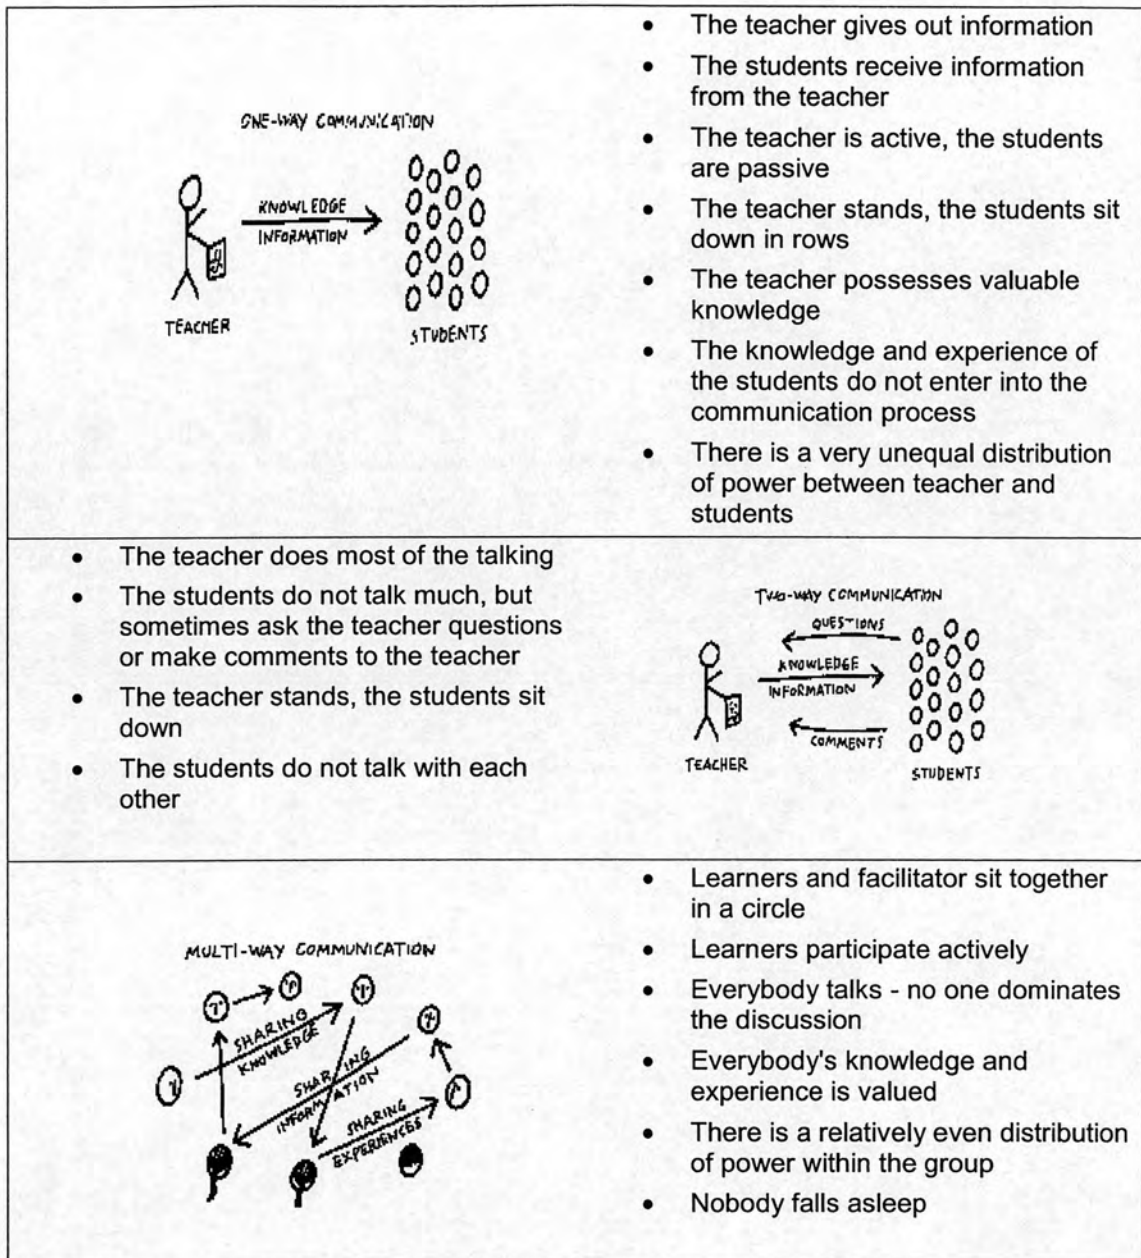 ONE-WAY COMMUNICATION
KNOWLEDGE
INFORMATION
TEACHER
STUDENTS
• The teacher gives out information
• The students receive information
from the teacher
• The teacher is active, the students
are passive
• The teacher stands, the students sit
down in rows
• The teacher possesses valuable
knowledge
• The knowledge and experience of
the students do not enter into the
communication process
• There is a very unequal distribution
of power between teacher and
students
• The teacher does most of the talking
• The students do not talk much, but
sometimes ask the teacher questions
or make comments to the teacher
• The teacher stands, the students sit
down
• The students do not talk with each
other
TWO-WAY COMMUNICATION
QUESTIONS
KNOWLEDGE
INFORMATION
COMMENTS
TEACHER
STUDENTS
MULTI-WAY COMMUNICATION
SHARING
KNOWLEDGE
SHARING
INFORMATION
SHARING
EXPERIENCES
• Learners and facilitator sit together
in a circle
• Learners participate actively
• Everybody talks - no one dominates
the discussion
• Everybody's knowledge and
experience is valued
• There is a relatively even distribution
of power within the group
• Nobody falls asleep